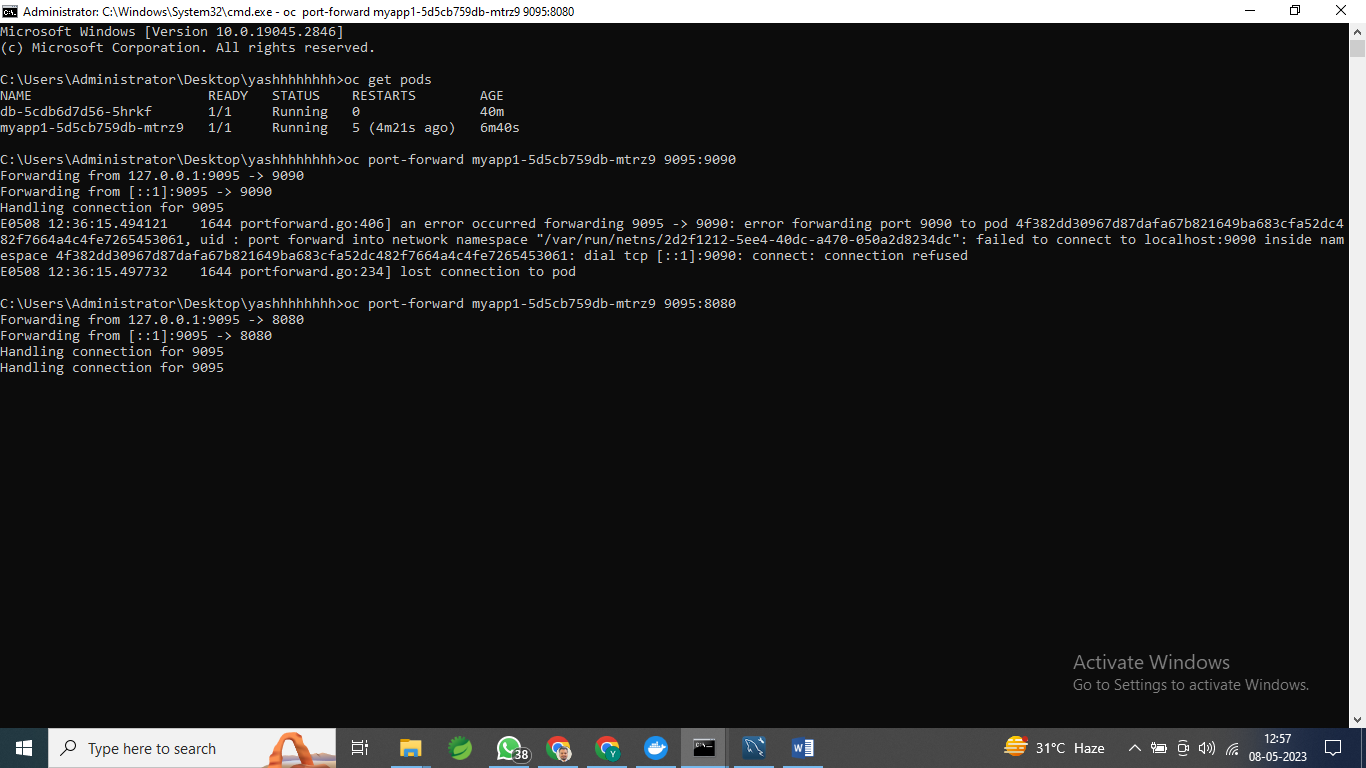 Administrator: C:\Windows\System32\cmd.exe - oc port-forward myapp1-5d5cb759db-mtrz9 9095:8080
Microsoft Windows [Version 10.0.19045.2846]
(c) Microsoft Corporation. All rights reserved.
C:\Users\Administrator\Desktop\yashhhhhhhh>oc get pods
NAME READY STATUS RESTARTS AGE
db-5cdb6d7d56-5hrkf 1/1 Running 0 40m
myapp1-5d5cb759db-mtrz9 1/1 Running 5 (4m21s ago) 6m40s
C:\Users\Administrator\Desktop\yashhhhhhhh>oc port-forward myapp1-5d5cb759db-mtrz9 9095:9090
Forwarding from 127.0.0.1:9095 -> 9090
Forwarding from [::1]:9095 -> 9090
Handling connection for 9095
E0508 12:36:15.494121 1644 portforward.go:406] an error occurred forwarding 9095 -> 9090: error forwarding port 9090 to pod 4f382dd30967d87dafa67b821649ba683cfa52dc4
82f7664a4c4fe7265453061, uid : port forward into network namespace "/var/run/netns/2d2f1212-5ee4-40dc-a470-050a2d8234dc": failed to connect to localhost:9090 inside nam
espace 4f382dd30967d87dafa67b821649ba683cfa52dc482f7664a4c4fe7265453061: dial tcp [::1]:9090: connect: connection refused
E0508 12:36:15.497732 1644 portforward.go:234] lost connection to pod
C:\Users\Administrator\Desktop\yashhhhhhhh>oc port-forward myapp1-5d5cb759db-mtrz9 9095:8080
Forwarding from 127.0.0.1:9095 -> 8080
Forwarding from [::1]:9095 -> 8080
Handling connection for 9095
Handling connection for 9095
Activate Windows
Go to Settings to activate Windows.
Type here to search
38
31°C Haze
12:57
08-05-2023